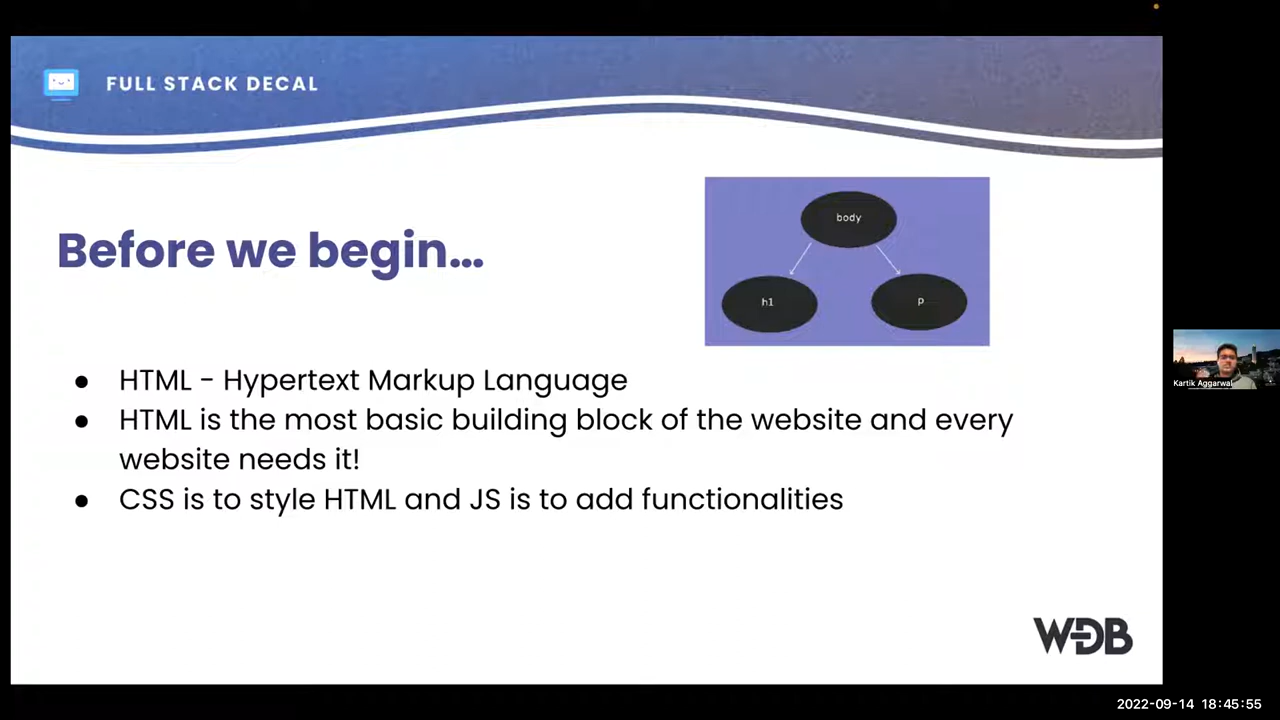 FULL STACK DECAL
body
h1
p
Before we begin...
● HTML - Hypertext Markup Language
● HTML is the most basic building block of the website and every
website needs it!
● CSS is to style HTML and JS is to add functionalities
Kartik Aggarwal
WDB
2022-09-14 18:45:55